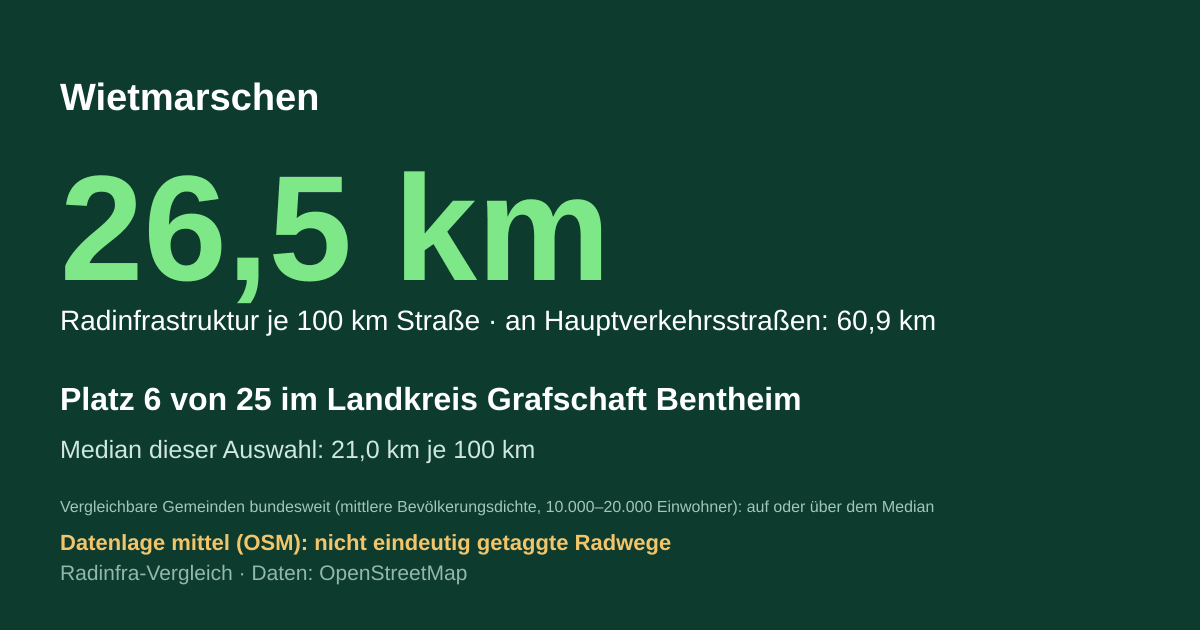 Wietmarschen
26,5 km
Radinfrastruktur je 100 km Straße · an Hauptverkehrsstraßen: 60,9 km
Platz 6 von 25 im Landkreis Grafschaft Bentheim
Median dieser Auswahl: 21,0 km je 100 km
Vergleichbare Gemeinden bundesweit (mittlere Bevölkerungsdichte, 10.000–20.000 Einwohner): auf oder über dem Median
Datenlage mittel (OSM): nicht eindeutig getaggte Radwege
Radinfra-Vergleich · Daten: OpenStreetMap